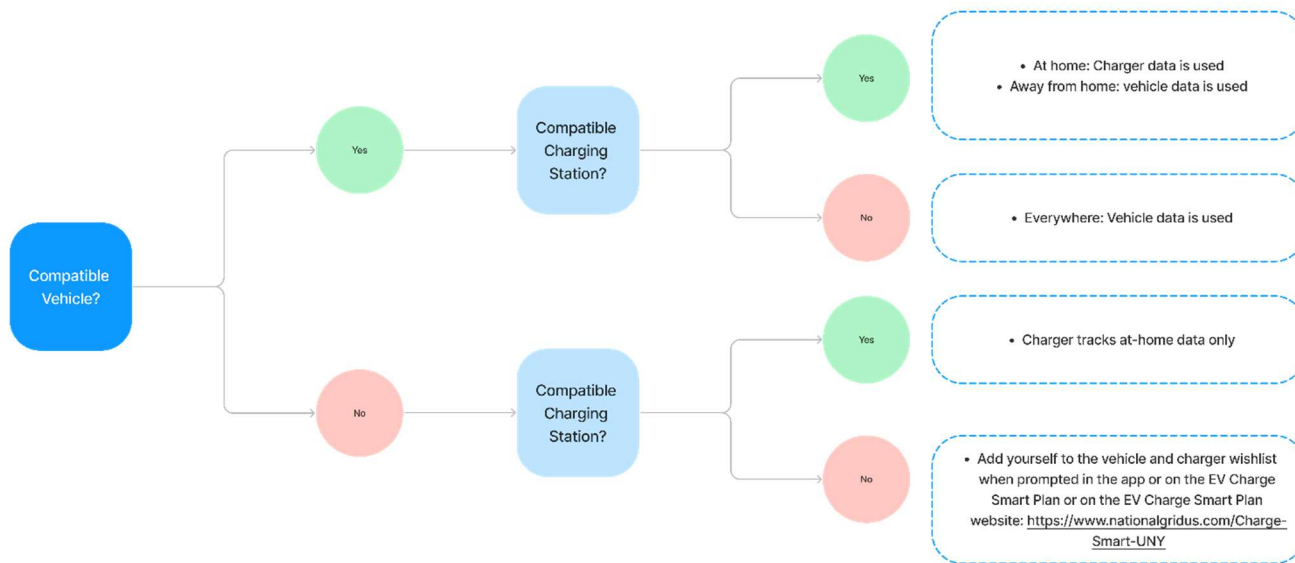 Compatible
Vehicle?
Yes
Compatible
Charging
Station?
Yes
• At home: Charger data is used
• Away from home: vehicle data is used
No
• Everywhere: Vehicle data is used
No
Compatible
Charging
Station?
Yes
• Charger tracks at-home data only
No
• Add yourself to the vehicle and charger wishlist
when prompted in the app or on the EV Charge
Smart Plan or on the EV Charge Smart Plan
website: https://www.nationalgridus.com/Charge-
Smart-UNY